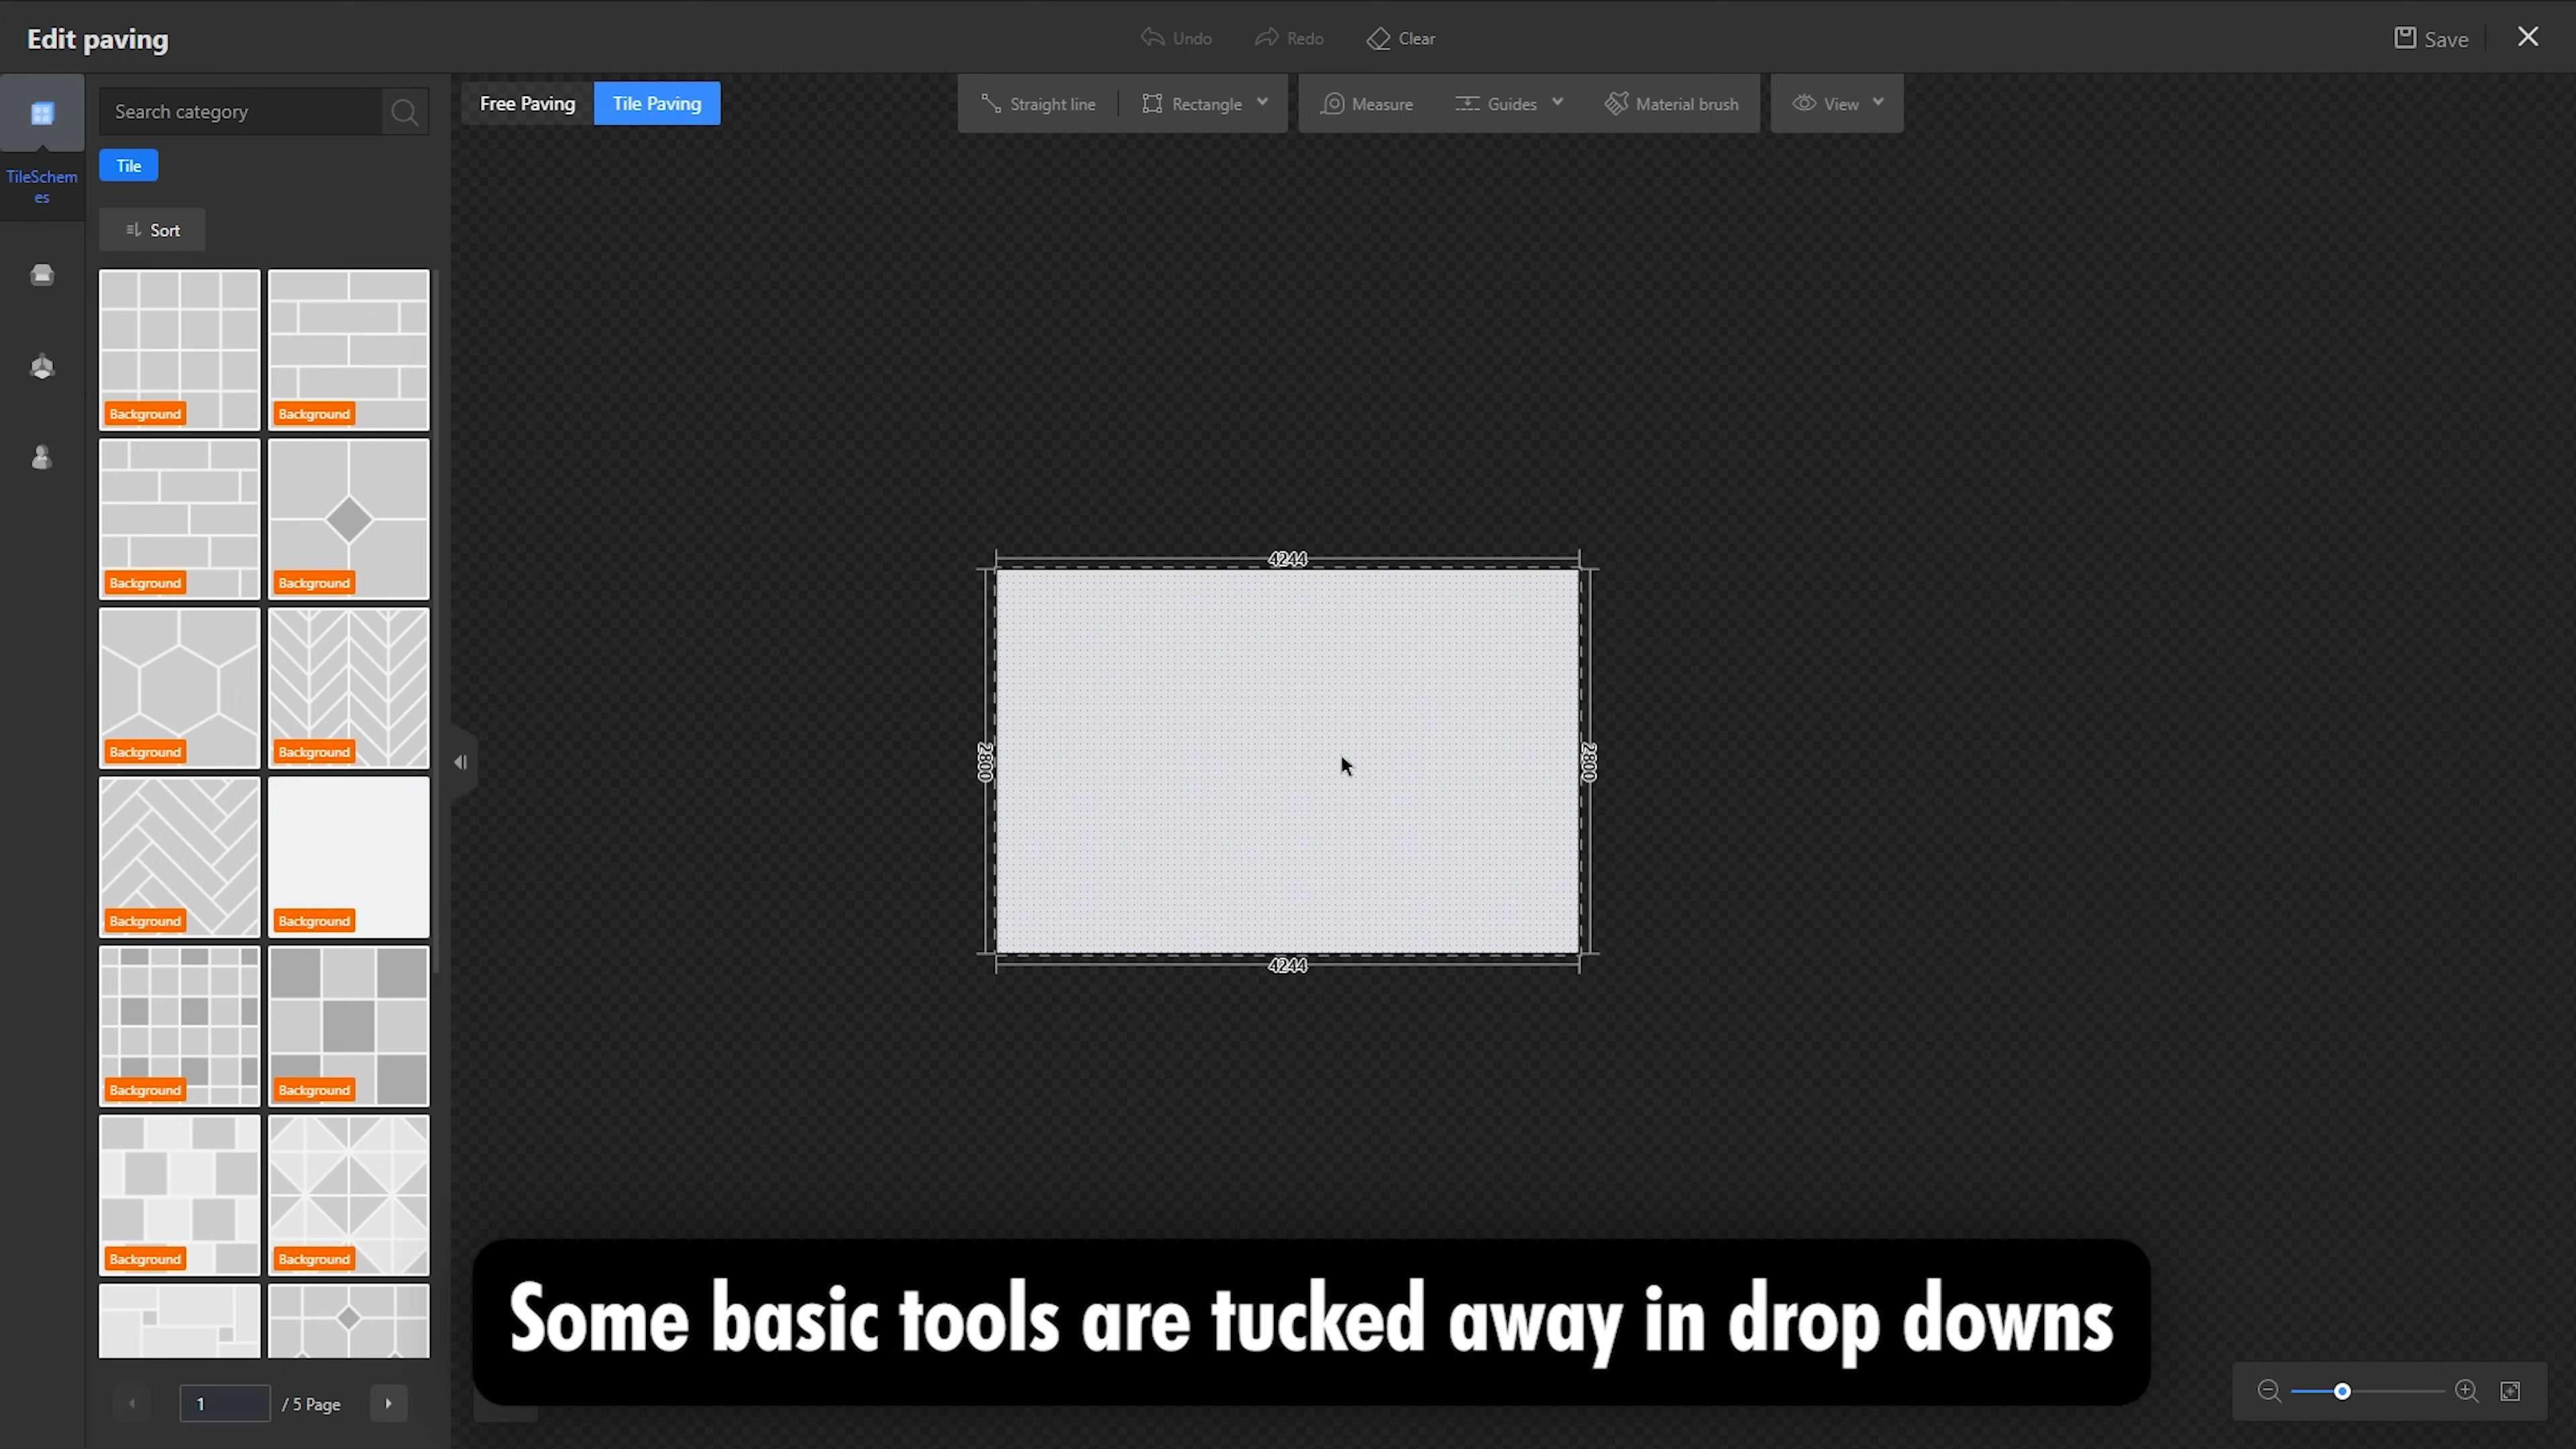 Edit paving
Undo
Redo
Clear
Save
TileSchem
es
Search category
Tile
Sort
Free Paving
Tile Paving
Straight line
Rectangle
Measure
Guides
Material brush
View
Background
Background
Background
Background
Background
Background
Background
Background
Background
Background
Background
Background
4244
2800
2800
4244
Some basic tools are tucked away in drop downs
1
/ 5 Page